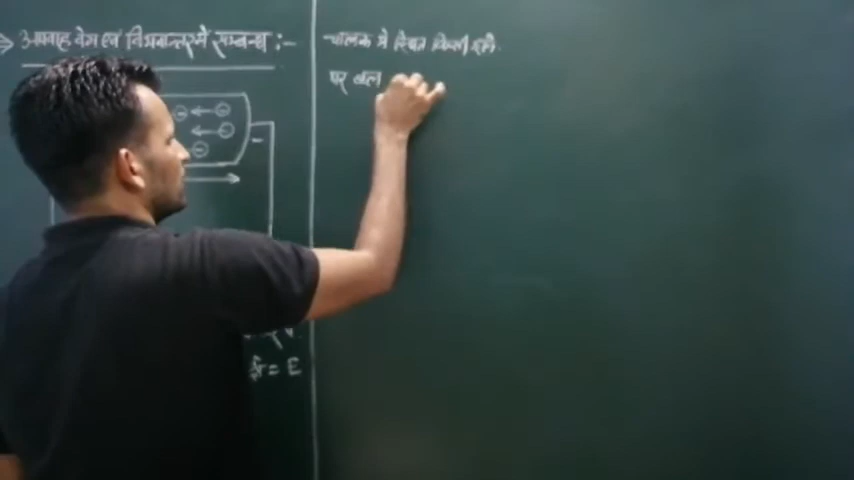 → अपवाह वेग एवं विभवान्तर में सम्बन्ध :-
-
= E
चालक में स्थित किसी
पर बल